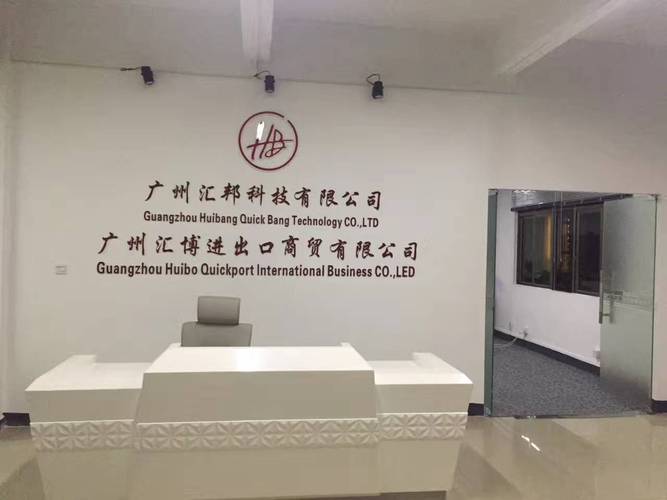 HB
广州汇邦科技有限公司
Guangzhou Huibang Quick Bang Technology CO.,LTD
广州汇博进出口商贸有限公司
Guangzhou Huibo Quickport International Business CO.,LED